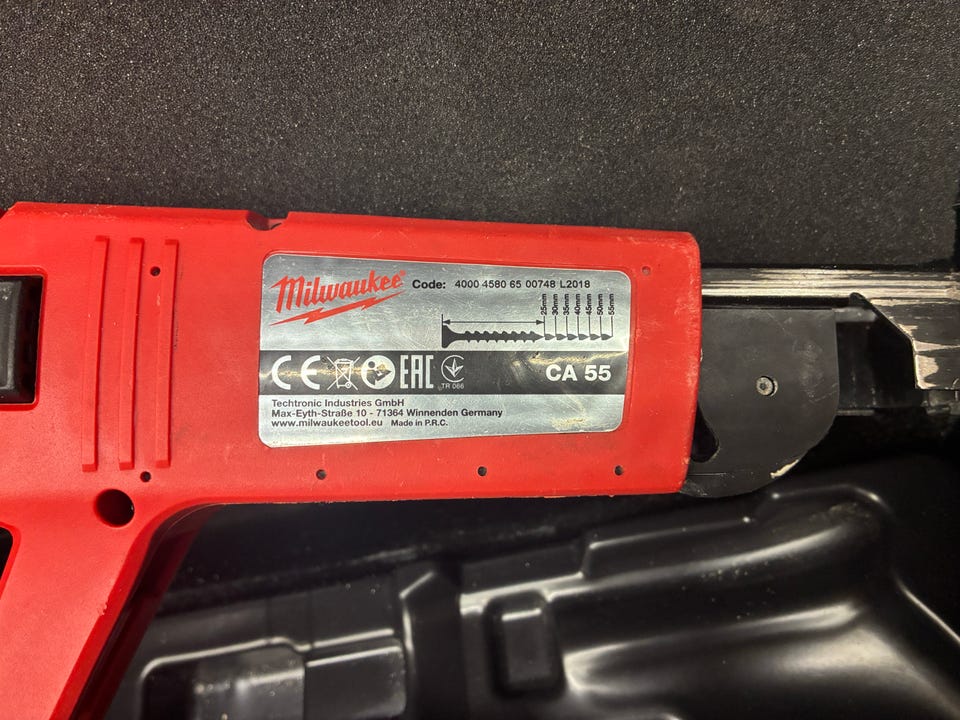 Milwaukee
Code: 4000 4580 65 00748 L2018
25mm
30mm
35mm
40mm
45mm
50mm
55mm
CE EAC TR 066 CA 55
Techtronic Industries GmbH
Max-Eyth-Straße 10 - 71364 Winnenden Germany
www.milwaukeetool.eu Made in P.R.C.